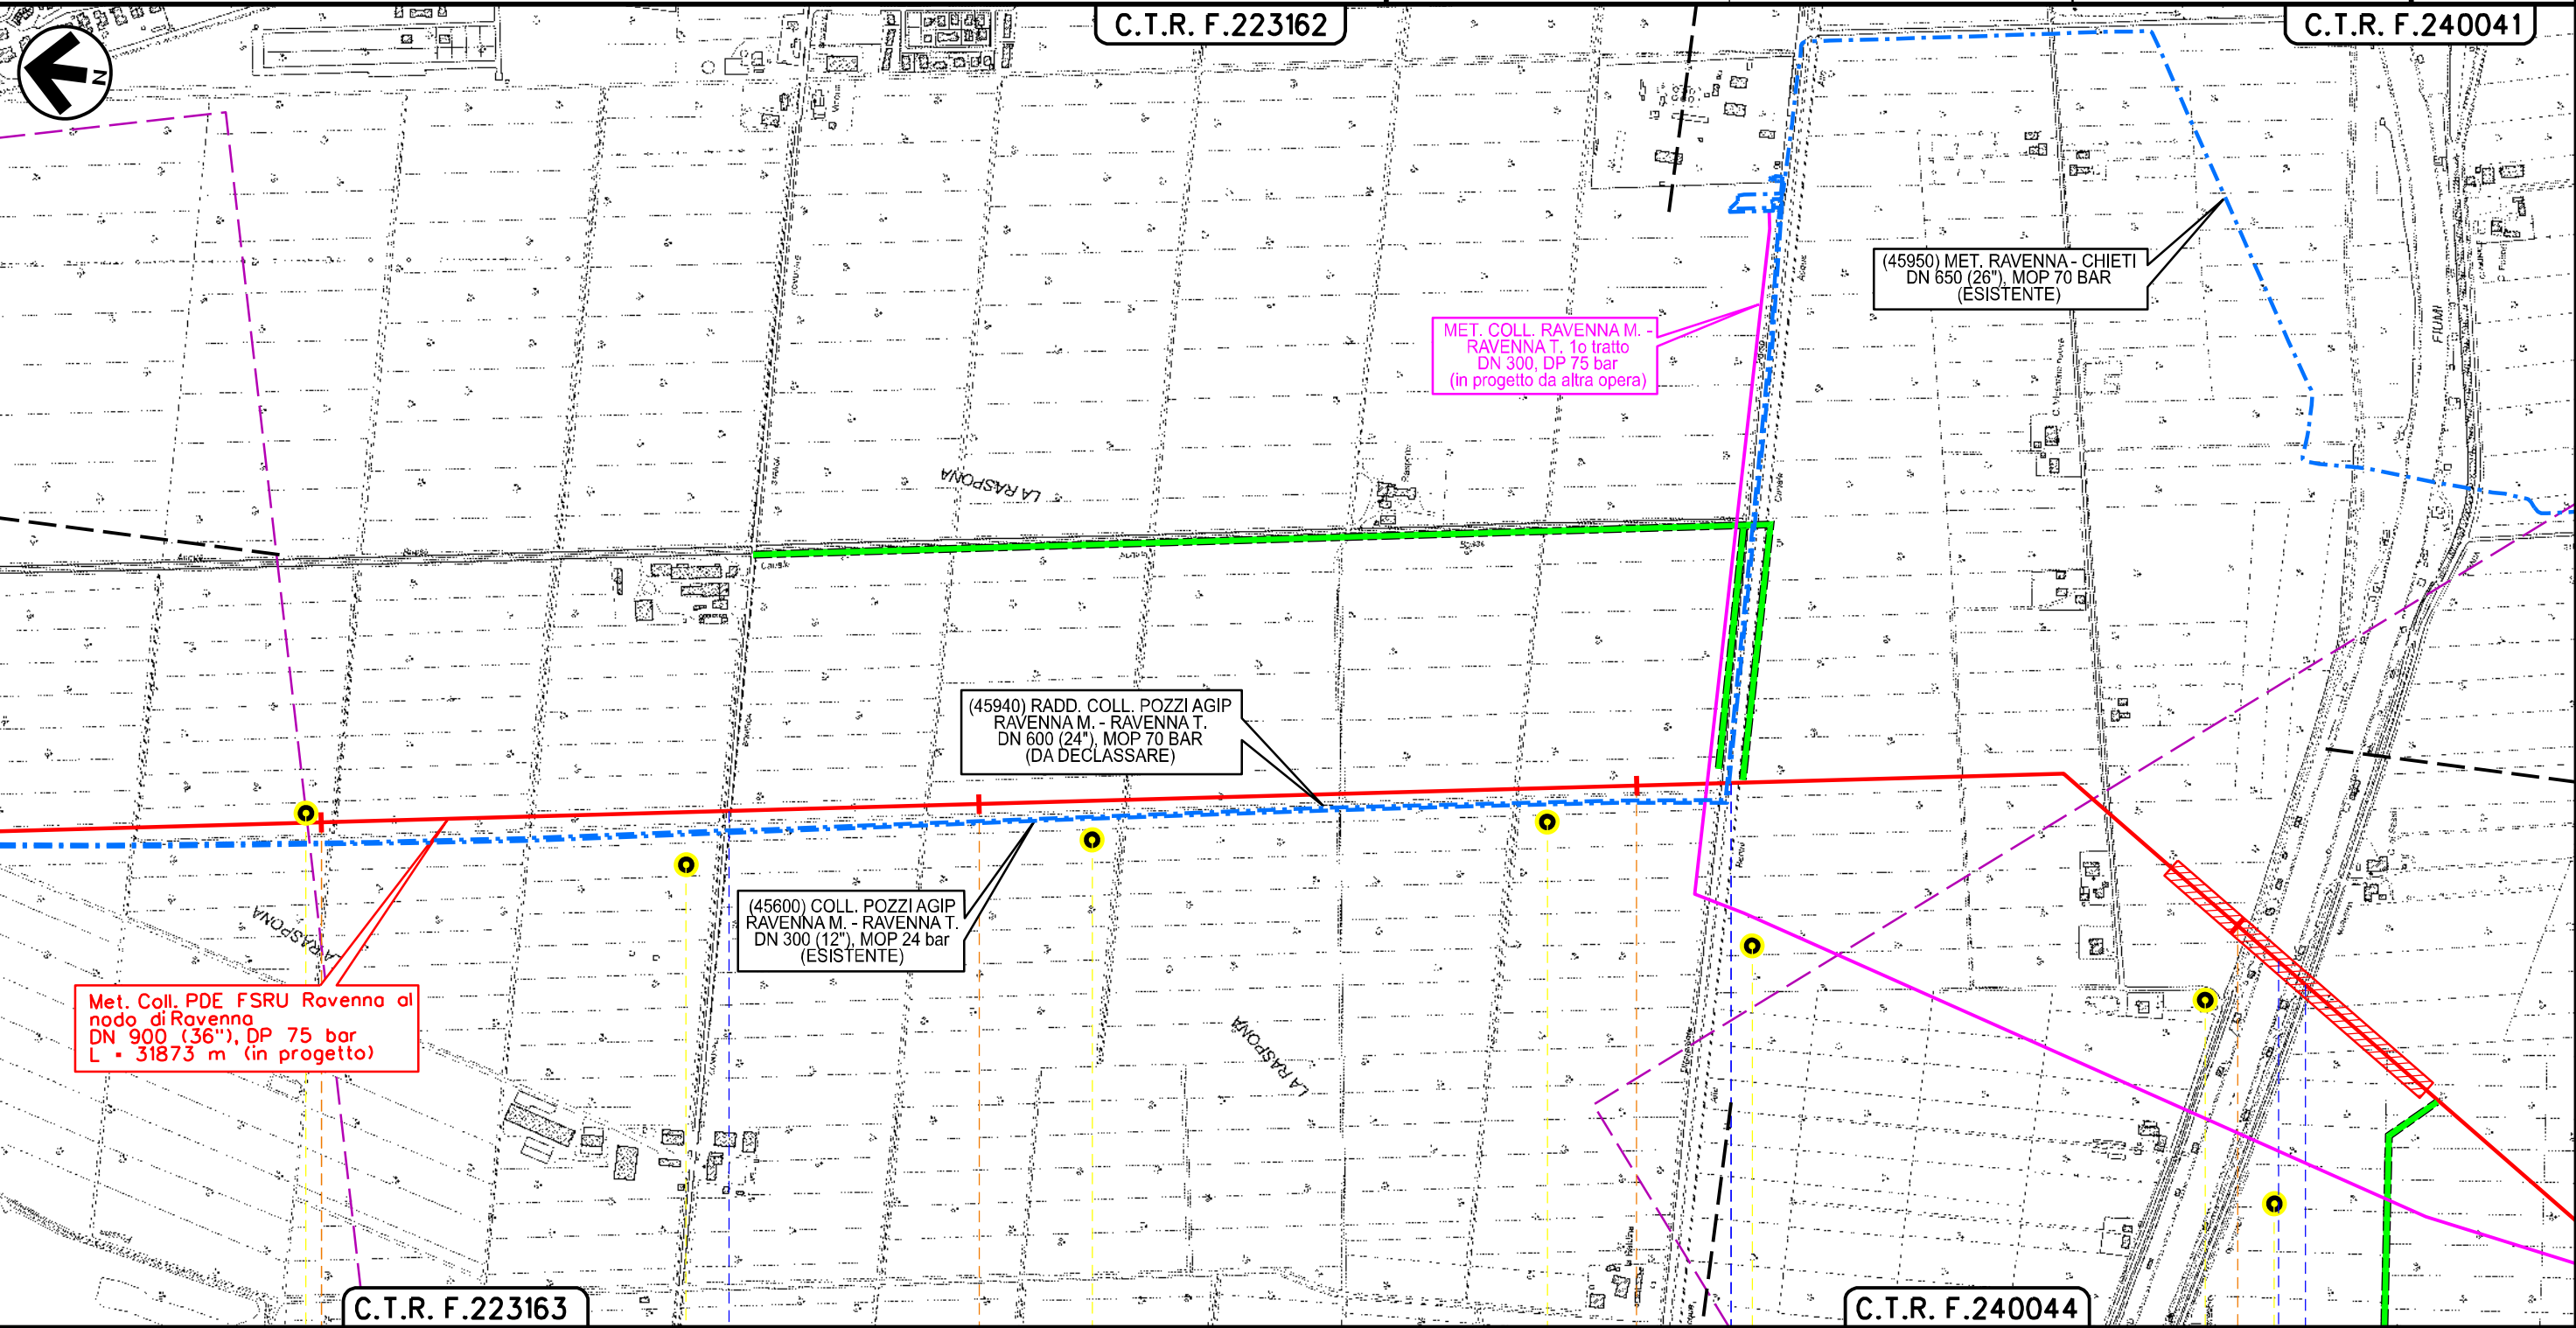 C.T.R. F.223162
C.T.R. F.240041
N
(45950) MET. RAVENNA - CHIETI
DN 650 (26"), MOP 70 BAR
(ESISTENTE)
FIUMI
MET. COLL. RAVENNA M. -
RAVENNA T. 1o tratto
DN 300, DP 75 bar
(in progetto da altra opera)
LA RASPONA
Canale
(45940) RADD. COLL. POZZI AGIP
RAVENNA M. - RAVENNA T.
DN 600 (24"), MOP 70 BAR
(DA DECLASSARE)
(45600) COLL. POZZI AGIP
RAVENNA M. - RAVENNA T.
DN 300 (12"), MOP 24 bar
(ESISTENTE)
LA RASPONA
Met. Coll. PDE FSRU Ravenna al
nodo di Ravenna
DN 900 (36"), DP 75 bar
L = 31873 m (in progetto)
LA RASPONA
C.T.R. F.223163
C.T.R. F.240044